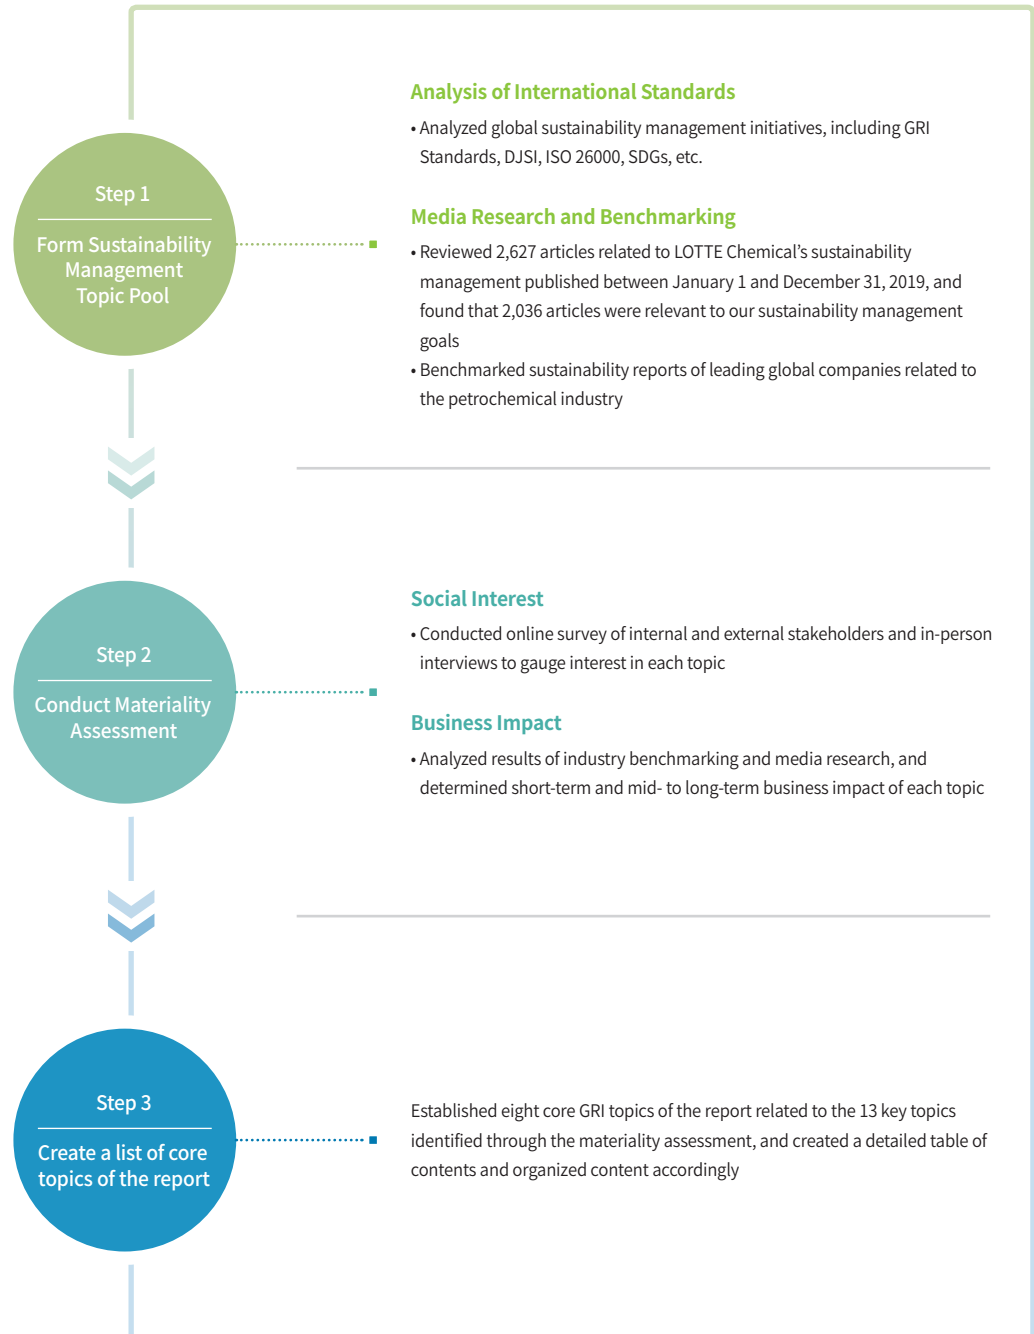 Step 1
Form Sustainability
Management
Topic Pool
Analysis of International Standards
• Analyzed global sustainability management initiatives, including GRI
Standards, DJSI, ISO 26000, SDGs, etc.
Media Research and Benchmarking
• Reviewed 2,627 articles related to LOTTE Chemical’s sustainability
management published between January 1 and December 31, 2019, and
found that 2,036 articles were relevant to our sustainability management
goals
• Benchmarked sustainability reports of leading global companies related to
the petrochemical industry
Step 2
Conduct Materiality
Assessment
Social Interest
• Conducted online survey of internal and external stakeholders and in-person
interviews to gauge interest in each topic
Business Impact
• Analyzed results of industry benchmarking and media research, and
determined short-term and mid- to long-term business impact of each topic
Step 3
Create a list of core
topics of the report
Established eight core GRI topics of the report related to the 13 key topics
identified through the materiality assessment, and created a detailed table of
contents and organized content accordingly